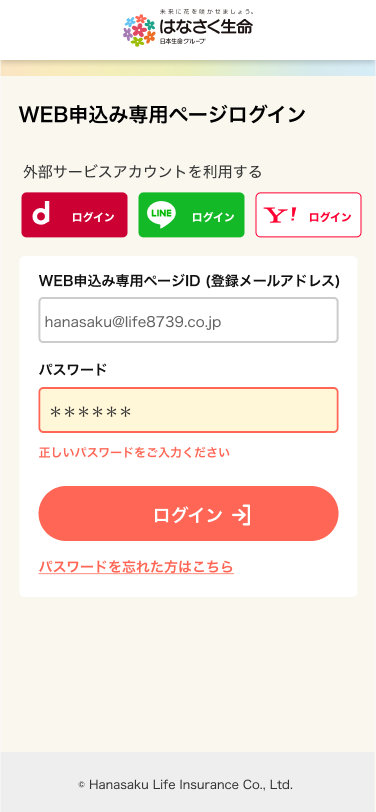 未来に花を咲かせましょう。
はなさく生命
日本生命グループ
WEB申込み専用ページログイン
外部サービスアカウントを利用する
d ログイン
LINE ログイン
Y! ログイン
WEB申込み専用ページID (登録メールアドレス)
hanasaku@life8739.co.jp
パスワード
＊＊＊＊＊＊
正しいパスワードをご入力ください
ログイン
パスワードを忘れた方はこちら
© Hanasaku Life Insurance Co., Ltd.